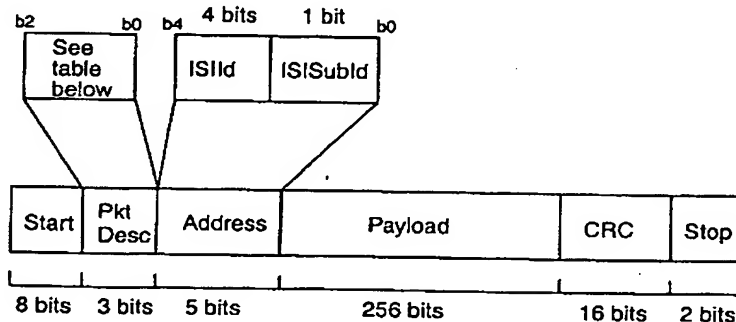 b2
b0
b4
4 bits
1 bit
b0
See
table
below
ISIId
ISISubId
Start
Pkt
Desc
Address
Payload
CRC
Stop
8 bits
3 bits
5 bits
256 bits
16 bits
2 bits